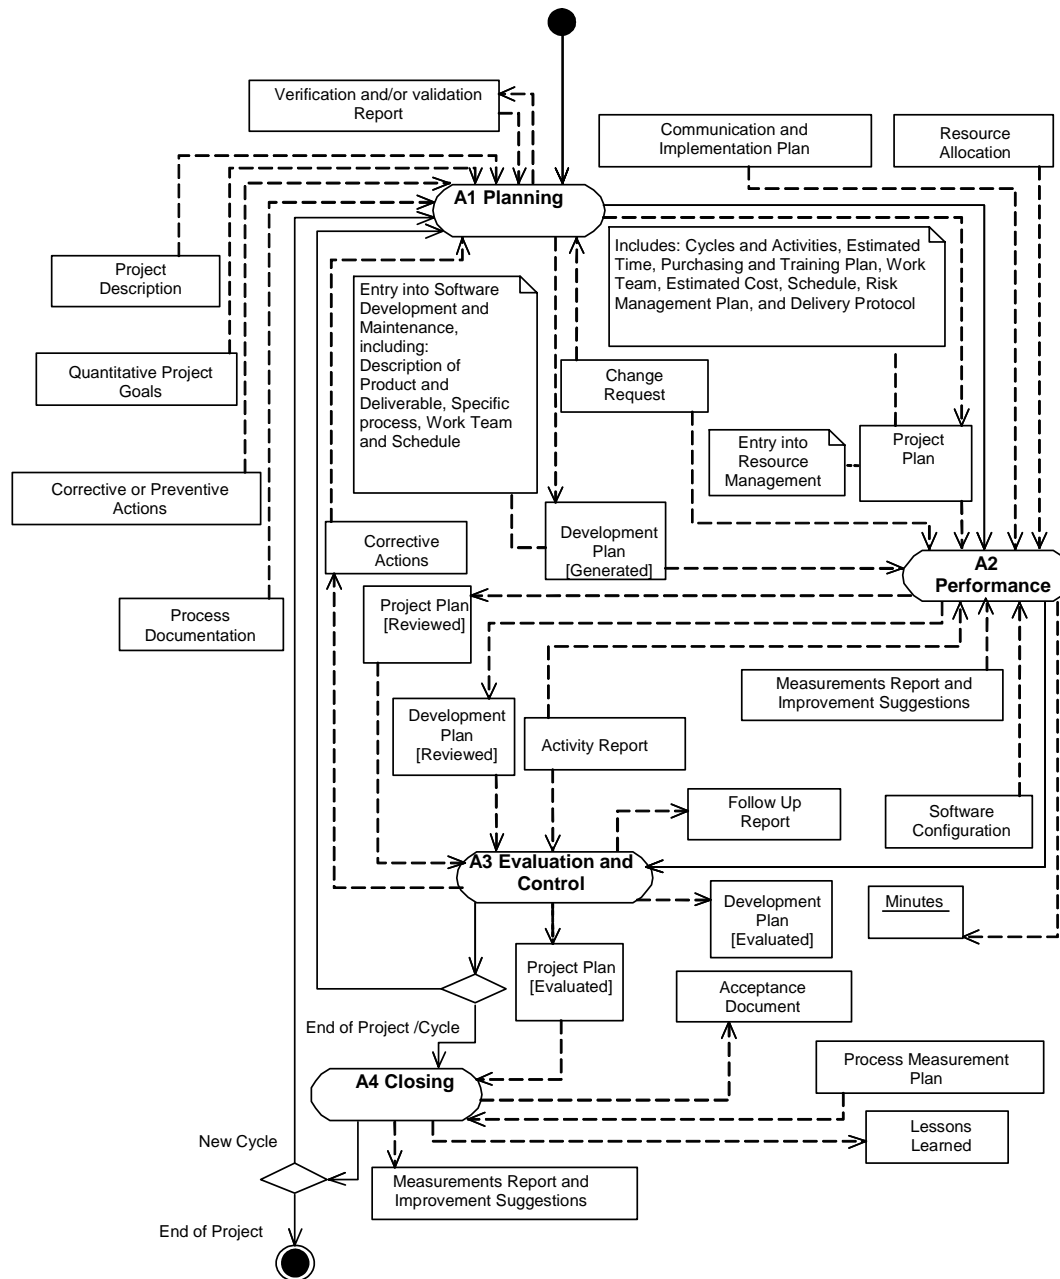 Verification and/or validation
Report
Communication and
Implementation Plan
Resource
Allocation
A1 Planning
Project
Description
Entry into Software
Development and
Maintenance,
including:
Description of
Product and
Deliverable, Specific
process, Work Team
and Schedule
Includes: Cycles and Activities, Estimated
Time, Purchasing and Training Plan, Work
Team, Estimated Cost, Schedule, Risk
Management Plan, and Delivery Protocol
Quantitative Project
Goals
Change
Request
Entry into
Resource
Management
Project
Plan
Corrective or Preventive
Actions
Corrective
Actions
Development
Plan
[Generated]
A2
Performance
Process
Documentation
Project Plan
[Reviewed]
Measurements Report and
Improvement Suggestions
Development
Plan
[Reviewed]
Activity Report
Follow Up
Report
Software
Configuration
A3 Evaluation and
Control
Development
Plan
[Evaluated]
Minutes
Project Plan
[Evaluated]
Acceptance
Document
End of Project /Cycle
A4 Closing
Process Measurement
Plan
Lessons
Learned
New Cycle
Measurements Report and
Improvement Suggestions
End of Project